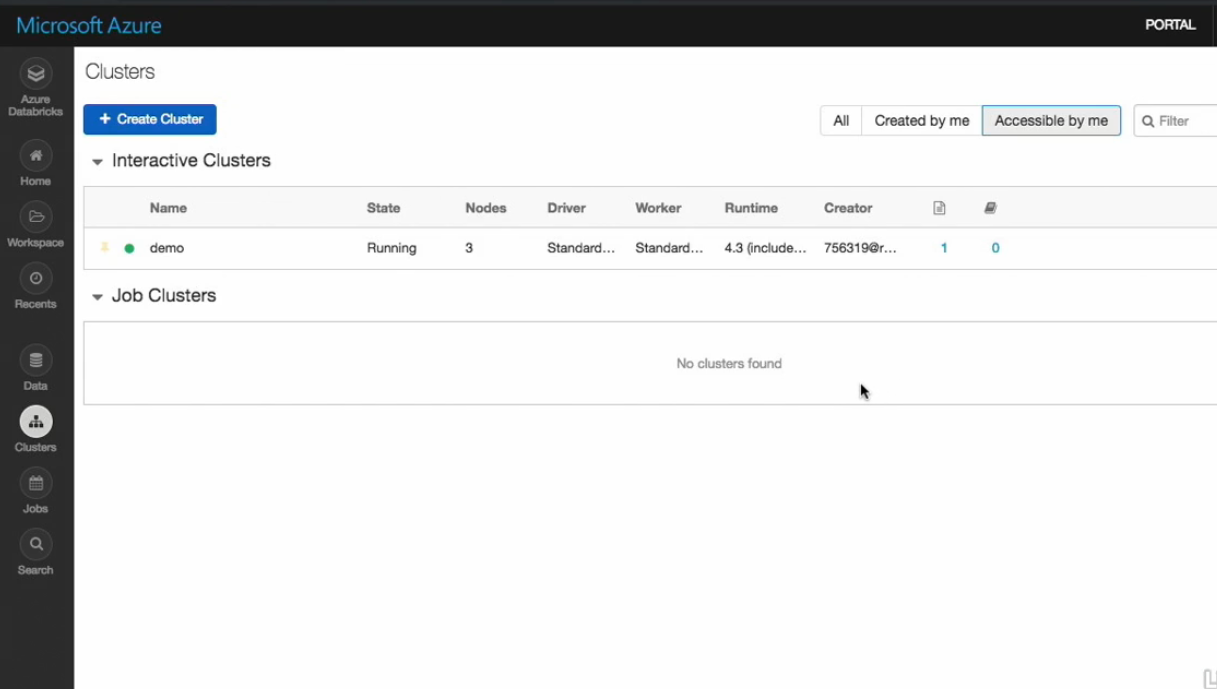 Microsoft Azure
PORTAL
Azure
Databricks
Home
Workspace
Recents
Data
Clusters
Jobs
Search
Clusters
+ Create Cluster
All Created by me Accessible by me Filter
Interactive Clusters
Name State Nodes Driver Worker Runtime Creator
demo Running 3 Standard... Standard... 4.3 (include... 756319@r... 1 0
Job Clusters
No clusters found